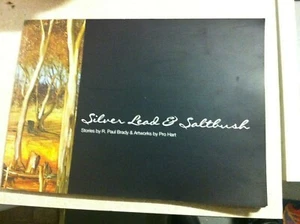 Silver Lead & Saltbush
Stories by R. Paul Brady & Artworks by Pro Hart